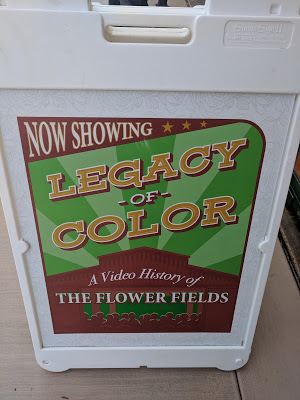 NOW SHOWING
LEGACY
-OF-
COLOR
A Video History of
THE FLOWER FIELDS